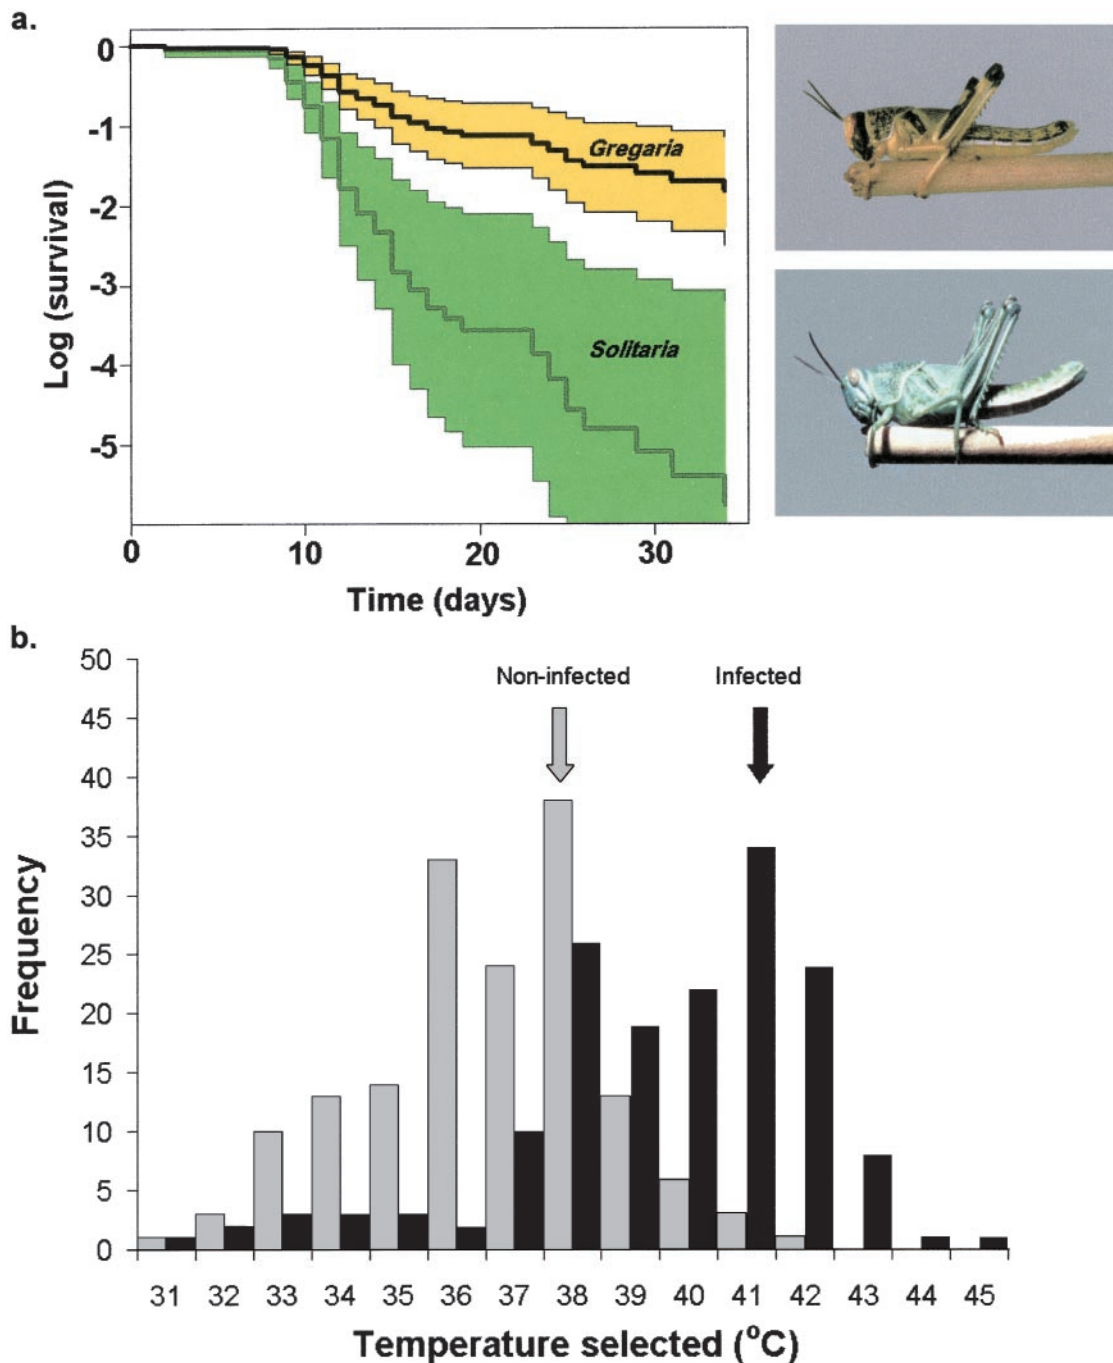 a.
0
-1
-2
-3
-4
-5
Log (survival)
Gregaria
Solitaria
0 10 20 30
Time (days)
b.
50
45
40
35
30
25
20
15
10
5
0
Frequency
Non-infected Infected
31 32 33 34 35 36 37 38 39 40 41 42 43 44 45
Temperature selected (°C)